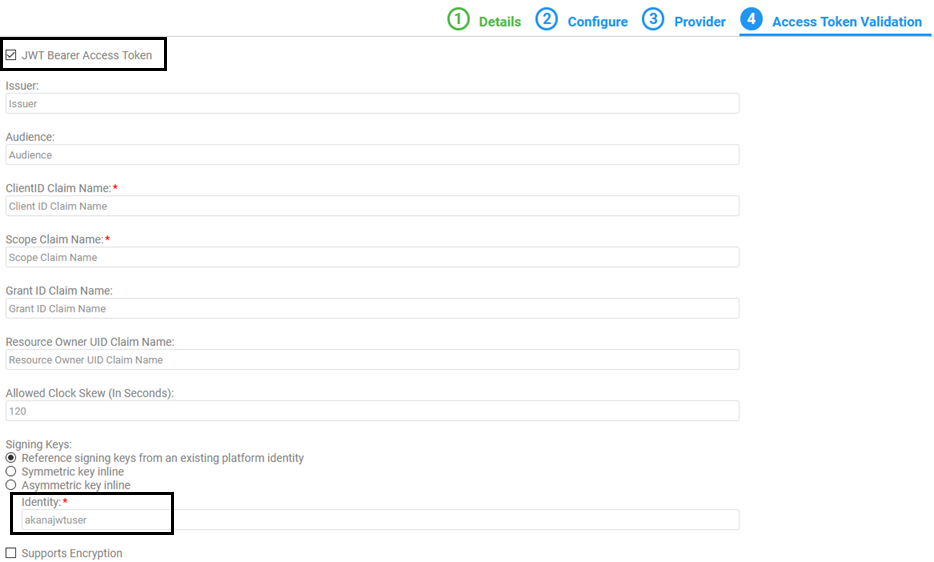 1 Details 2 Configure 3 Provider 4 Access Token Validation
JWT Bearer Access Token
Issuer:
Issuer
Audience:
Audience
ClientID Claim Name:*
Client ID Claim Name
Scope Claim Name:*
Scope Claim Name
Grant ID Claim Name:
Grant ID Claim Name
Resource Owner UID Claim Name:
Resource Owner UID Claim Name
Allowed Clock Skew (In Seconds):
120
Signing Keys:
Reference signing keys from an existing platform identity
Symmetric key inline
Asymmetric key inline
Identity:*
akanajwtuser
Supports Encryption